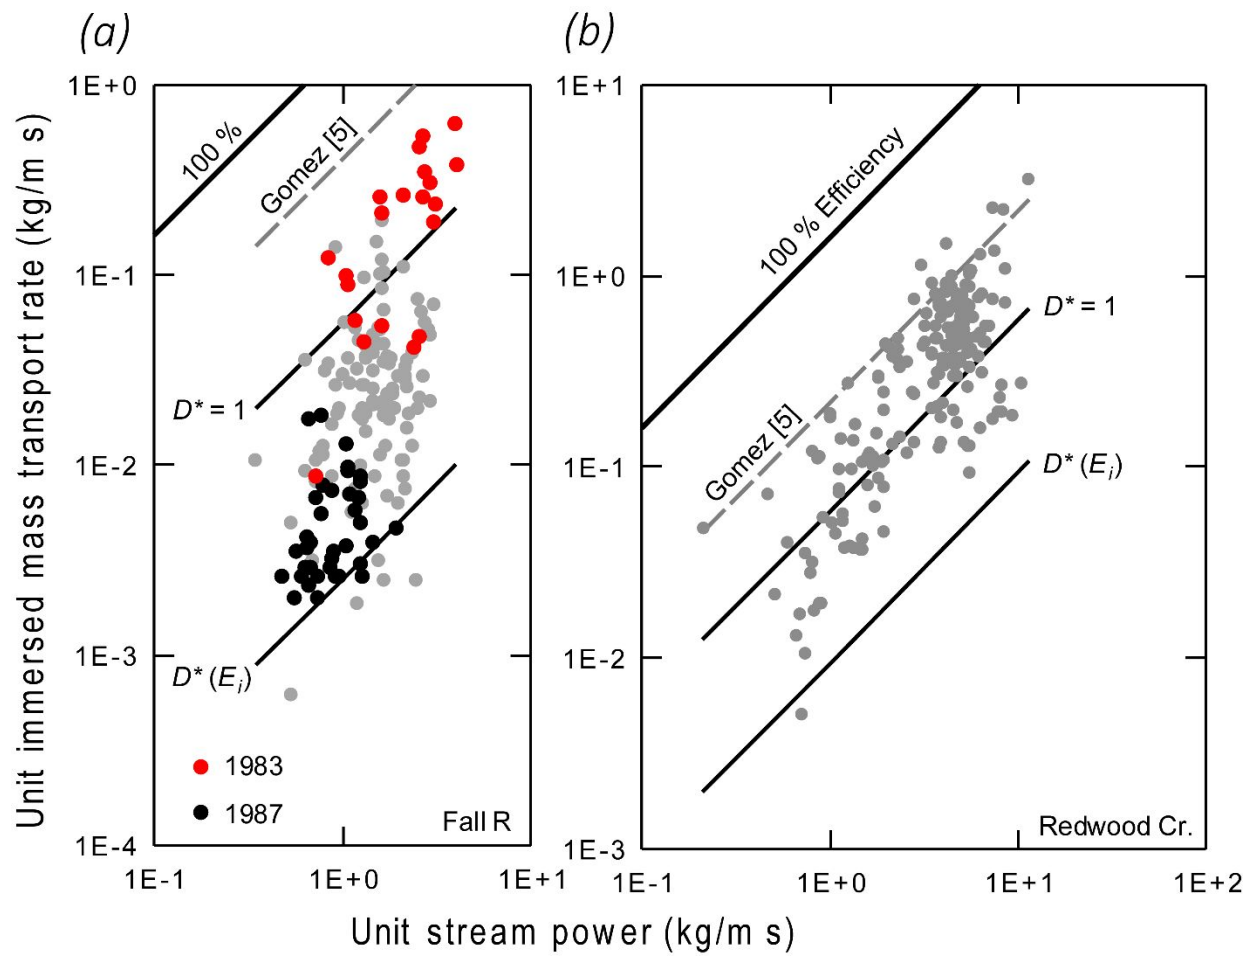 (a)
(b)
Unit immersed mass transport rate (kg/m s)
1E+0
1E-1
1E-2
1E-3
1E-4
100 %
Gomez [5]
D* = 1
D* (Ei)
1983
1987
Fall R
1E-1
1E+0
1E+1
1E+1
1E+0
1E-1
1E-2
1E-3
100 % Efficiency
Gomez [5]
D* = 1
D* (Ei)
Redwood Cr.
1E-1
1E+0
1E+1
1E+2
Unit stream power (kg/m s)